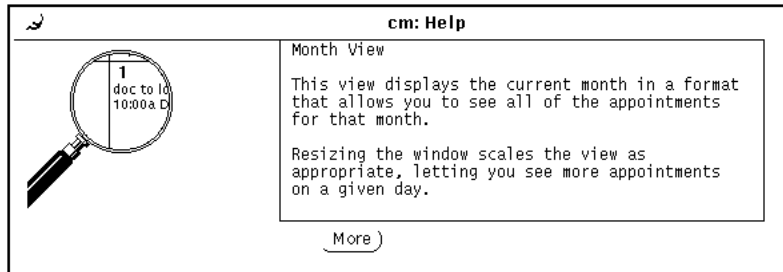 cm: Help
1
doc to lo
10:00a D
Month View
This view displays the current month in a format
that allows you to see all of the appointments
for that month.
Resizing the window scales the view as
appropriate, letting you see more appointments
on a given day.
More